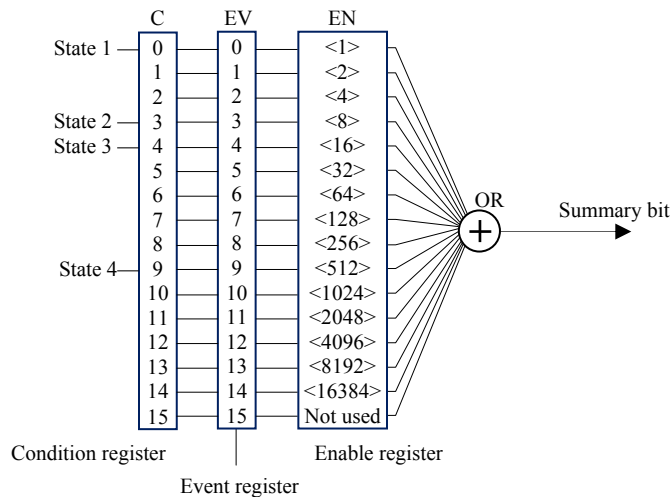 C EV EN
State 1 0 0 <1>
1 1 <2>
2 2 <4>
State 2 3 3 <8>
State 3 4 4 <16>
5 5 <32>
6 6 <64>
OR
7 7 <128>
Summary bit
8 8 <256>
State 4 9 9 <512>
10 10 <1024>
11 11 <2048>
12 12 <4096>
13 13 <8192>
14 14 <16384>
15 15 Not used
Condition register Enable register
Event register